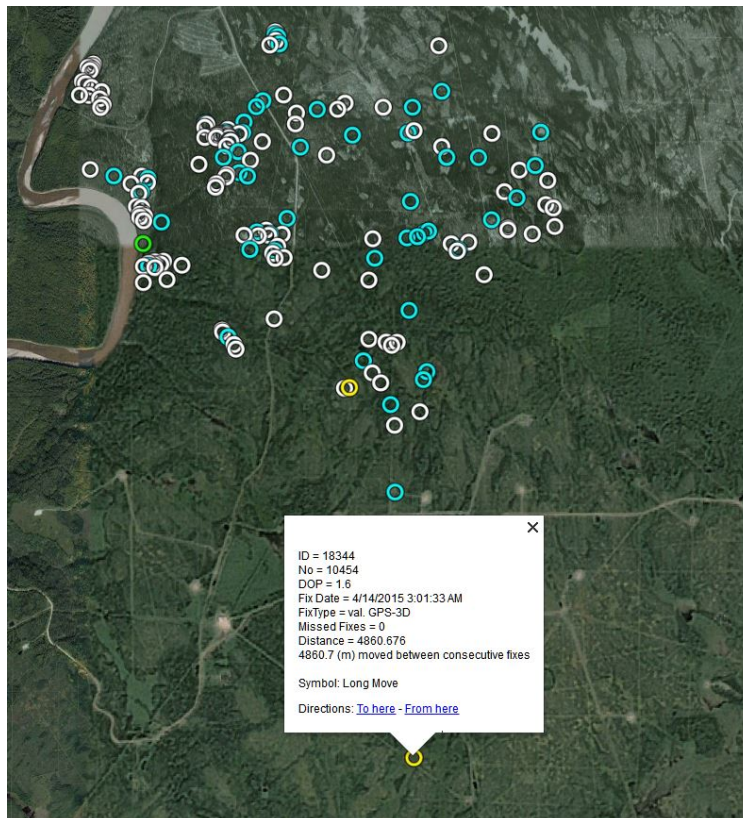 ID = 18344
No = 10454
DOP = 1.6
Fix Date = 4/14/2015 3:01:33 AM
FixType = val. GPS-3D
Missed Fixes = 0
Distance = 4860.676
4860.7 (m) moved between consecutive fixes
Symbol: Long Move
Directions: To here - From here